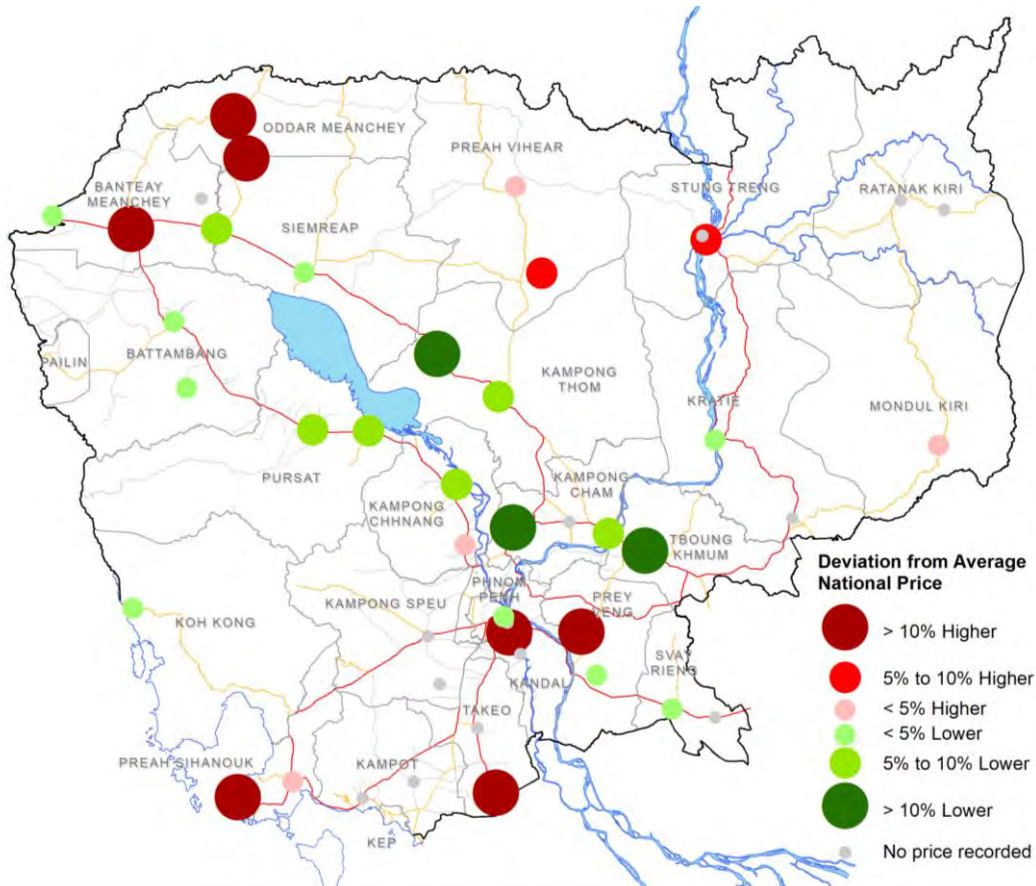 ODDAR MEANCHEY
PREAH VIHEAR
BANTEAY
MEANCHEY
STUNG TRENG
RATANAK KIRI
SIEMREAP
PAILIN
BATTAMBANG
KAMPONG
THOM
KRATIE
MONDUL KIRI
PURSAT
KAMPONG
CHAM
KAMPONG
CHHNANG
TBOUNG
KHMUM
PHNOM
PENH
KAMPONG SPEU
PREY
VENG
KOH KONG
SVAY
RIENG
KANDAL
TAKEO
PREAH SIHANOUK
KAMPOT
KEP
Deviation from Average
National Price
> 10% Higher
5% to 10% Higher
< 5% Higher
< 5% Lower
5% to 10% Lower
> 10% Lower
No price recorded